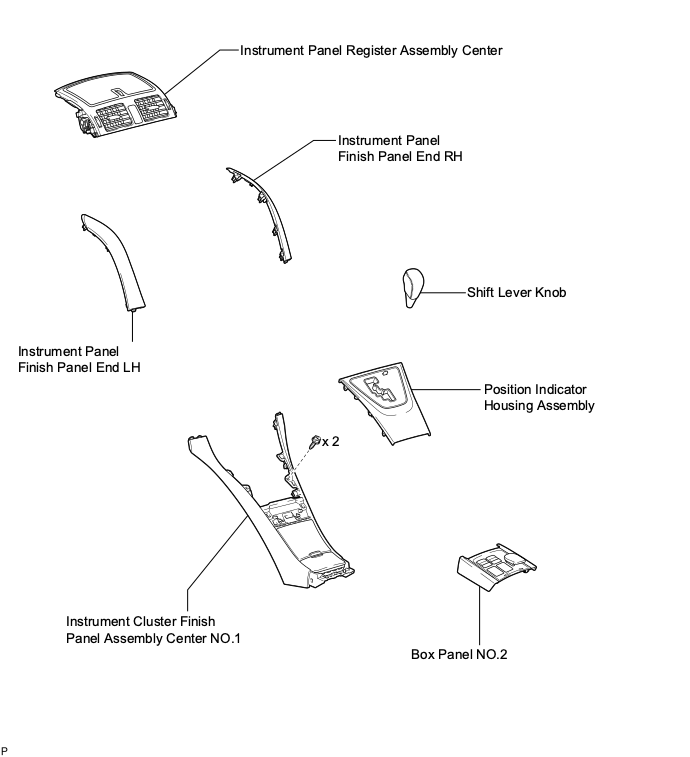 Instrument Panel Register Assembly Center
Instrument Panel
Finish Panel End RH
Shift Lever Knob
Instrument Panel
Finish Panel End LH
Position Indicator
Housing Assembly
x 2
Instrument Cluster Finish
Panel Assembly Center NO.1
Box Panel NO.2
P